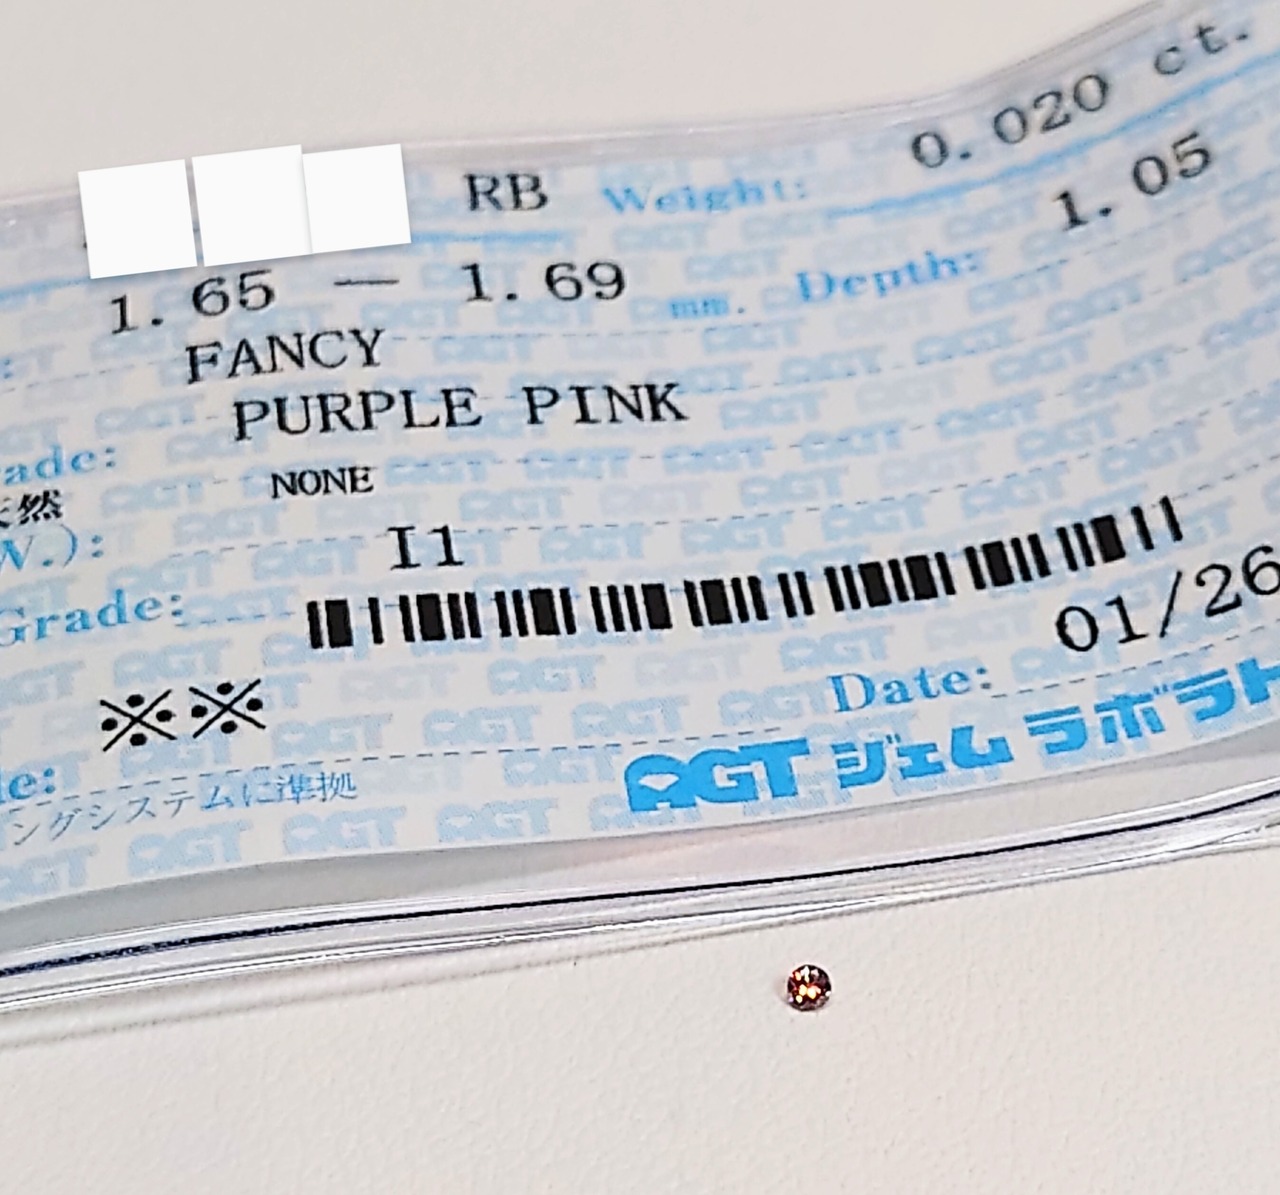 RB Weight: 0.020 ct.
1.65 — 1.69 mm. Depth: 1.05
: FANCY
PURPLE PINK
ade:
然 NONE
W.): I1
Grade:
※※ Date: 01/26
le: AGT ジェムラボラト
ングシステムに準拠